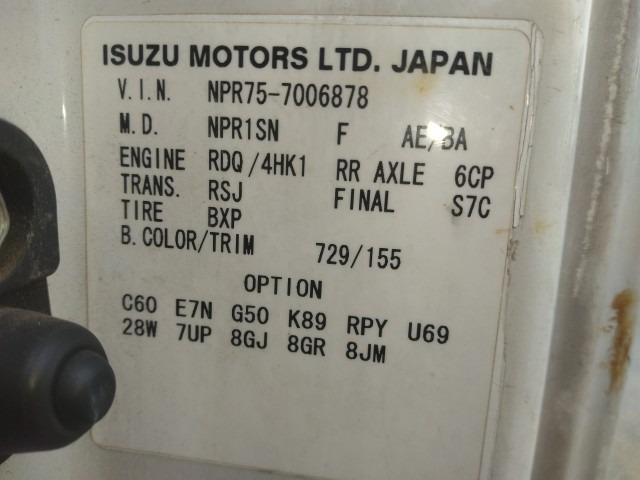 ISUZU MOTORS LTD. JAPAN
V.I.N. NPR75-7006878
M.D. NPR1SN F AE/BA
ENGINE RDQ/4HK1 RR AXLE 6CP
TRANS. RSJ FINAL S7C
TIRE BXP
B.COLOR/TRIM 729/155
OPTION
C60 E7N G50 K89 RPY U69
28W 7UP 8GJ 8GR 8JM